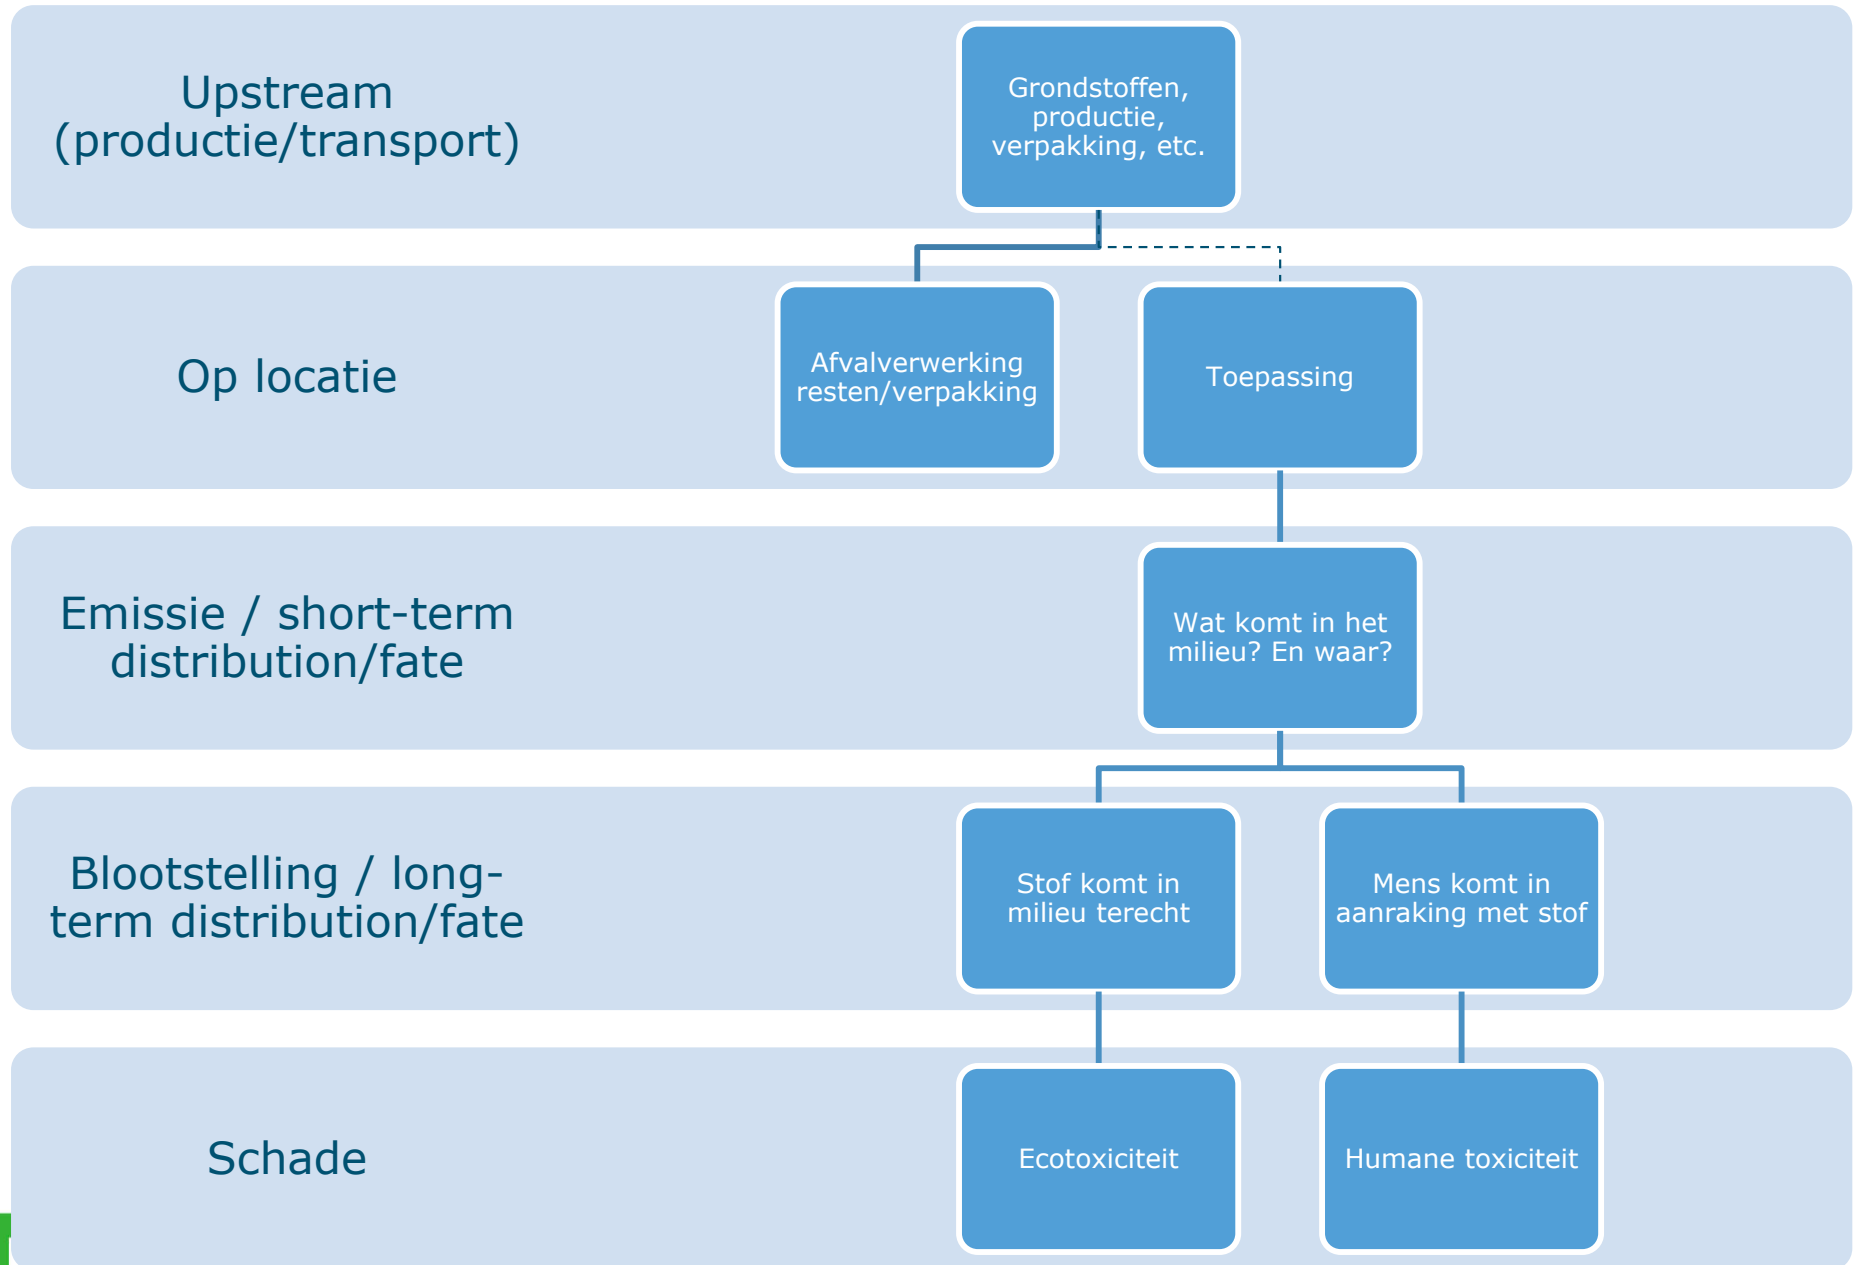 Upstream
(productie/transport)
Grondstoffen,
productie,
verpakking, etc.
Op locatie
Afvalverwerking
resten/verpakking
Toepassing
Emissie / short-term
distribution/fate
Wat komt in het
milieu? En waar?
Blootstelling / long-
term distribution/fate
Stof komt in
milieu terecht
Mens komt in
aanraking met stof
Schade
Ecotoxiciteit
Humane toxiciteit